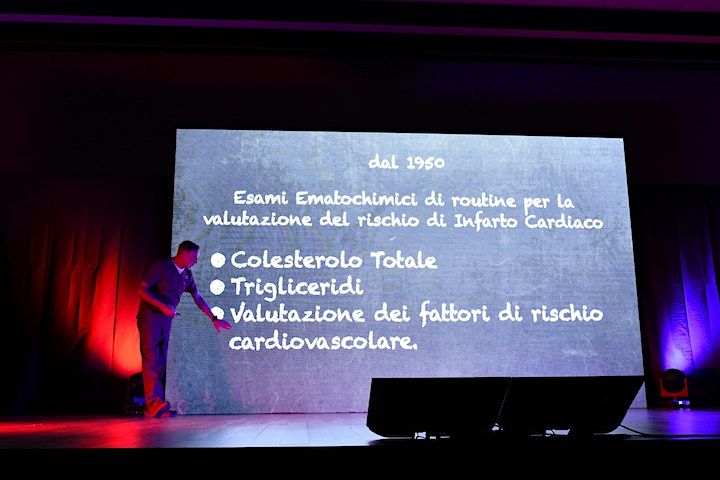 dal 1950
Esami Ematochimici di routine per la
valutazione del rischio di Infarto Cardiaco
● Colesterolo Totale
● Trigliceridi
● Valutazione dei fattori di rischio
cardiovascolare.